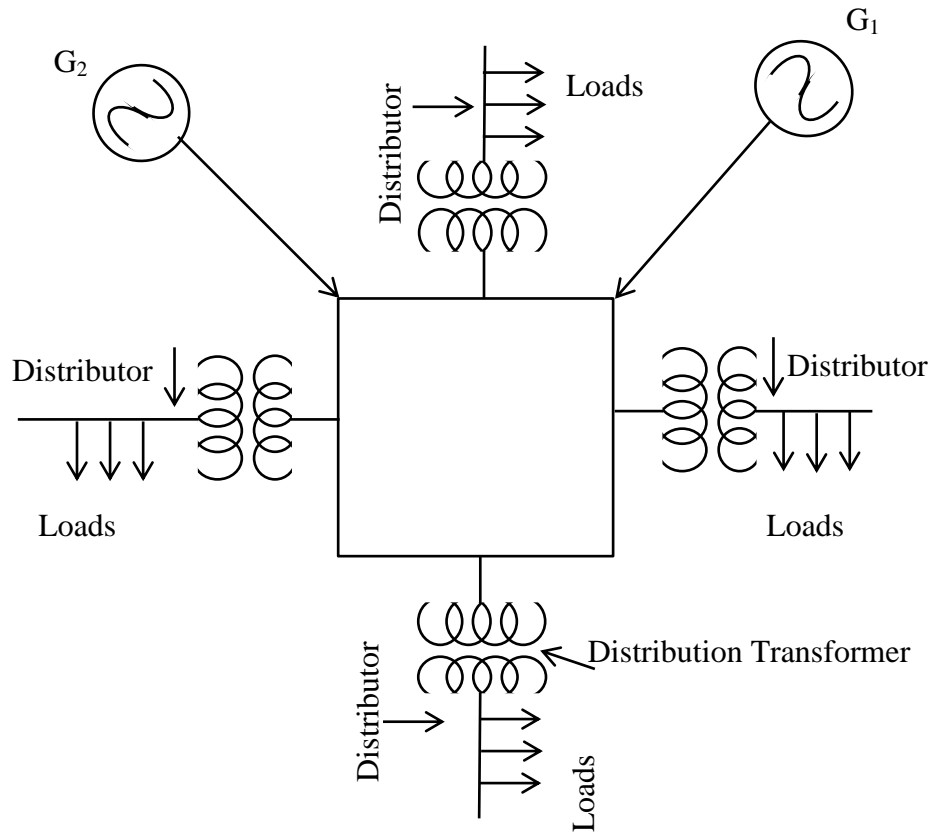 G₁
G₂
Loads
Distributor
Distributor
Distributor
Loads
Loads
Distribution Transformer
Distributor
Loads